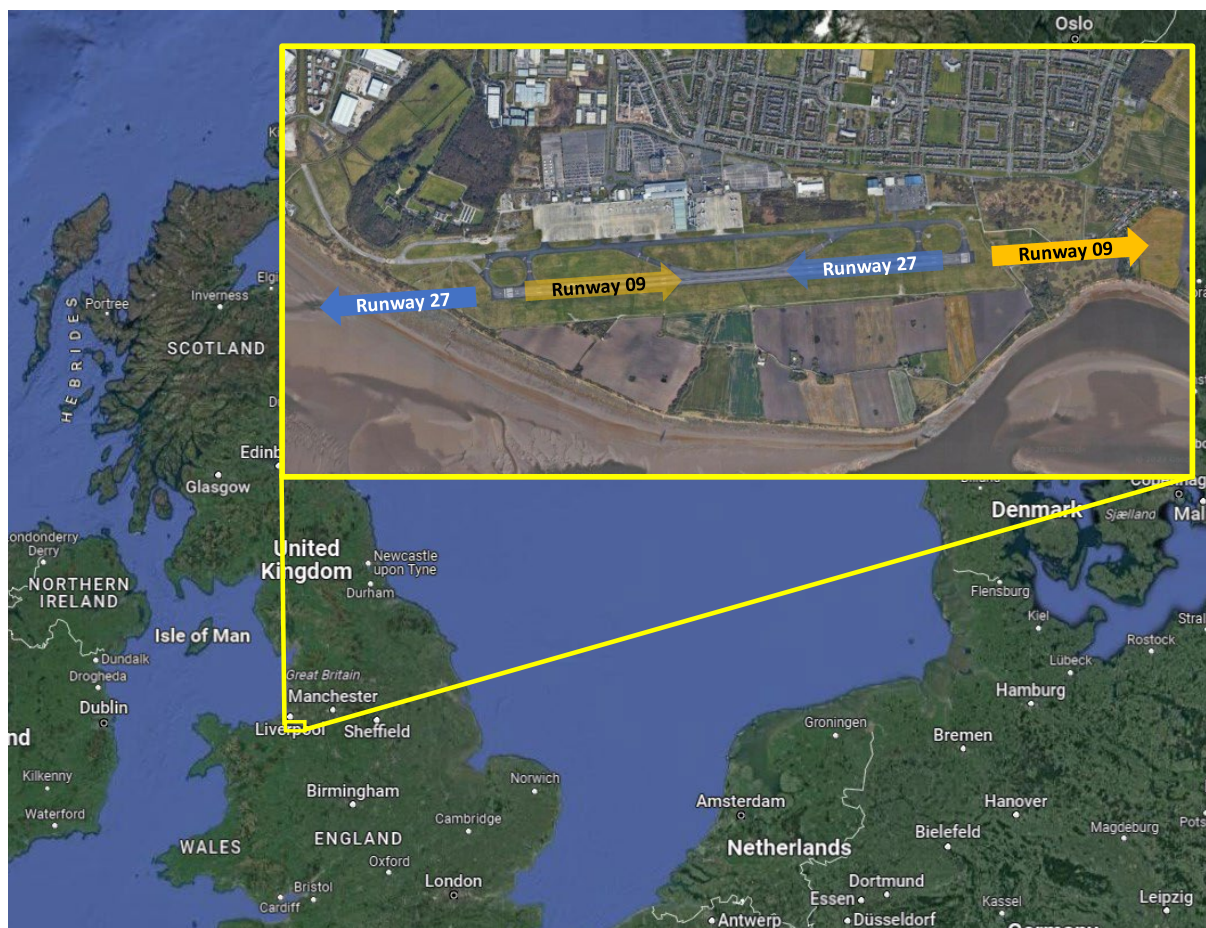 Oslo
Elgin
Inverness
Portree
HEBRIDES
SCOTLAND
Glasgow
Runway 27
Runway 09
Runway 27
Runway 09
Denmark
Sjælland
Londonderry
Derry
NORTHERN
IRELAND
United
Kingdom
Newcastle
upon Tyne
Durham
Flensburg
Kiel
Rostock
Isle of Man
Dundalk
Drogheda
Dublin
Lübeck
Hamburg
Great Britain
Manchester
Liverpool
Sheffield
Groningen
Bremen
Kilkenny
Waterford
Birmingham
Norwich
Cambridge
Amsterdam
Hanover
Bielefeld
Magdeburg
WALES
ENGLAND
Oxford
Netherlands
London
Bristol
Cardiff
Dortmund
Essen
Düsseldorf
Kassel
Leipzig
Antwerp
Germany